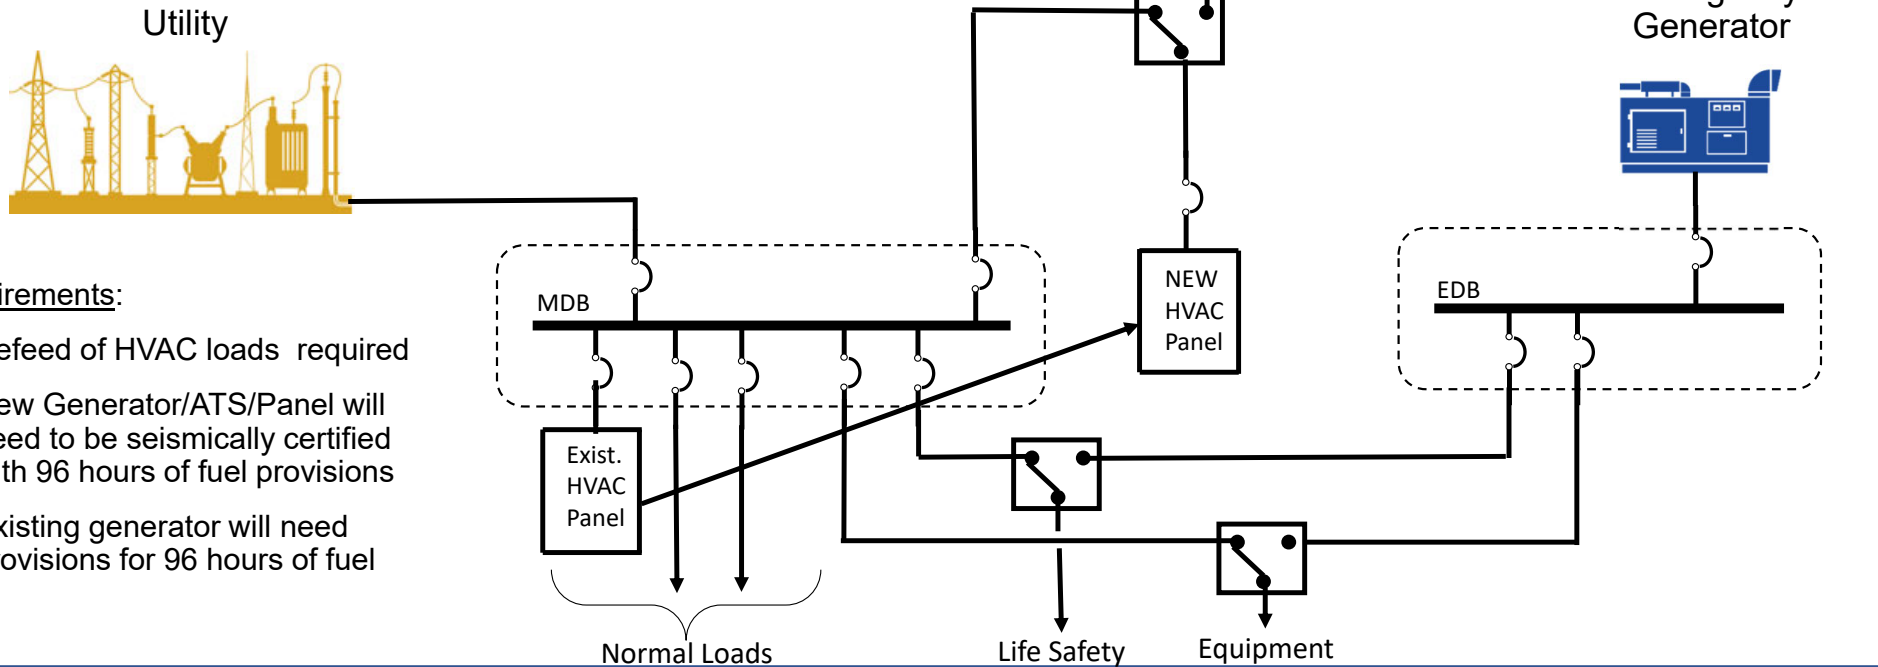 Utility
Generator
irements:
efeed of HVAC loads required
ew Generator/ATS/Panel will
eed to be seismically certified
th 96 hours of fuel provisions
xisting generator will need
rovisions for 96 hours of fuel
MDB
EDB
NEW
HVAC
Panel
Exist.
HVAC
Panel
Normal Loads
Life Safety
Equipment